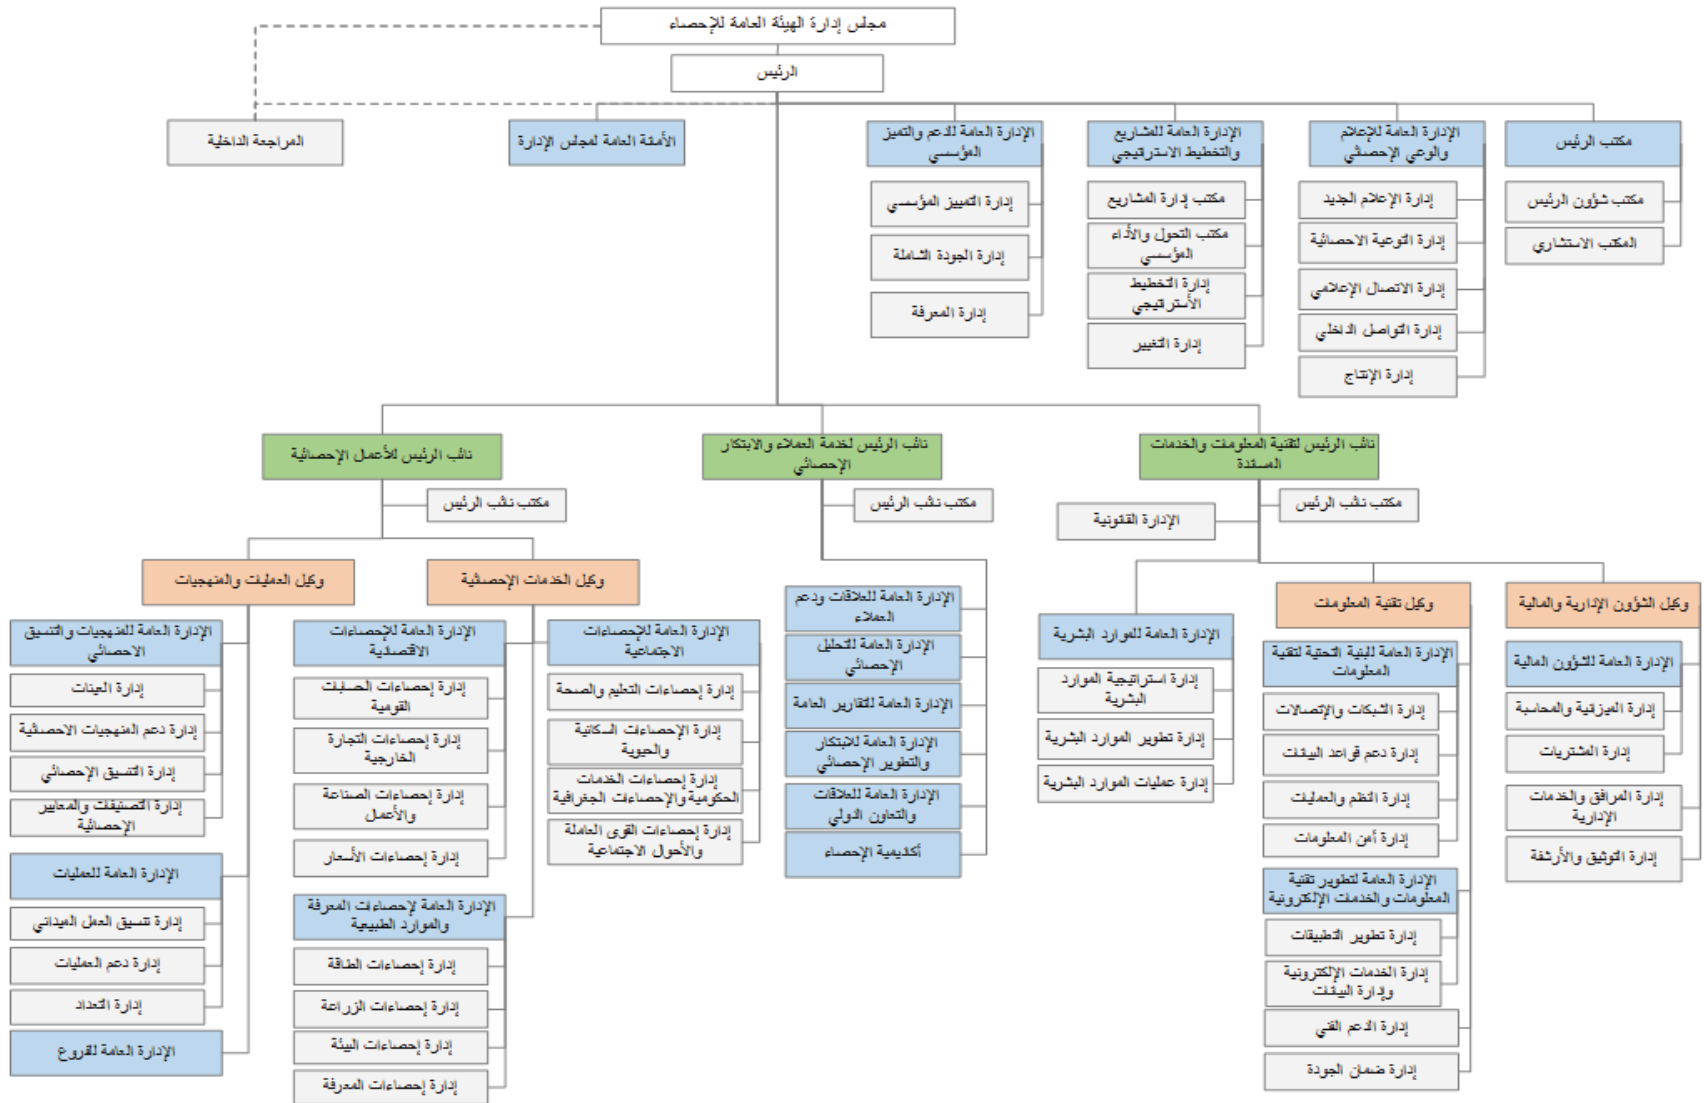 مجلس إدارة الهيئة العامة للإحصاء
الرئيس
مكتب الرئيس
مكتب شؤون الرئيس
المكتب الاستشاري
الإدارة العامة للإعلام
والوعي الإحصائي
إدارة الإعلام الجديد
إدارة التوعية الاحصائية
إدارة الاتصال الإعلامي
إدارة التواصل الداخلي
إدارة الإنتاج
الإدارة العامة للمشاريع
والتخطيط الاستراتيجي
مكتب إدارة المشاريع
مكتب التحول والأداء
المؤسسي
إدارة التخطيط
الأستراتيجي
إدارة التغيير
الإدارة العامة للدعم والتميز
المؤسسي
إدارة التمييز المؤسسي
إدارة الجودة الشاملة
إدارة المعرفة
الأمانة العامة لمجلس الإدارة
المراجعة الداخلية
نائب الرئيس لتقنية المعلومات والخدمات
المساندة
مكتب نائب الرئيس
الإدارة القانونية
وكيل الشؤون الإدارية والمالية
الإدارة العامة للشؤون المالية
إدارة الميزانية والمحاسبة
إدارة المشتريات
إدارة المرافق والخدمات
الإدارية
إدارة التوثيق والأرشفة
وكيل تقنية المعلومات
الإدارة العامة للبنية التحتية لتقنية
المعلومات
إدارة الشبكات والإتصالات
إدارة دعم قواعد البيانات
إدارة النظم والعمليات
إدارة أمن المعلومات
الإدارة العامة لتطوير تقنية
المعلومات والخدمات الإلكترونية
إدارة تطوير التطبيقات
إدارة الخدمات الإلكترونية
وإدارة البيانات
إدارة الدعم الفني
إدارة ضمان الجودة
الإدارة العامة للموارد البشرية
إدارة استراتيجية الموارد
البشرية
إدارة تطوير الموارد البشرية
إدارة عمليات الموارد البشرية
نائب الرئيس لخدمة العملاء والابتكار
الإحصائي
مكتب نائب الرئيس
الإدارة العامة للعلاقات ودعم
العملاء
الإدارة العامة للتحليل
الإحصائي
الإدارة العامة للتقارير العامة
الإدارة العامة للابتكار
والتطوير الإحصائي
الإدارة العامة للعلاقات
والتعاون الدولي
أكاديمية الإحصاء
نائب الرئيس للأعمال الإحصائية
مكتب نائب الرئيس
وكيل الخدمات الإحصائية
الإدارة العامة للإحصاءات
الاجتماعية
إدارة إحصاءات التعليم والصحة
إدارة الإحصاءات السكانية
والحيوية
إدارة إحصاءات الخدمات
الحكومية والإحصاءات الجغرافية
إدارة إحصاءات القوى العاملة
والأحوال الاجتماعية
الإدارة العامة للإحصاءات
الاقتصادية
إدارة إحصاءات الحسابات
القومية
إدارة إحصاءات التجارة
الخارجية
إدارة إحصاءات الصناعة
والأعمال
إدارة إحصاءات الأسعار
الإدارة العامة لإحصاءات المعرفة
والموارد الطبيعية
إدارة إحصاءات الطاقة
إدارة إحصاءات الزراعة
إدارة إحصاءات البيئة
إدارة إحصاءات المعرفة
وكيل العمليات والمنهجيات
الإدارة العامة للمنهجيات والتنسيق
الاحصائي
إدارة العينات
إدارة دعم المنهجيات الاحصائية
إدارة التنسيق الإحصائي
إدارة التصنيفات والمعايير
الإحصائية
الإدارة العامة للعمليات
إدارة تنسيق العمل الميداني
إدارة دعم العمليات
إدارة التعداد
الإدارة العامة للفروع